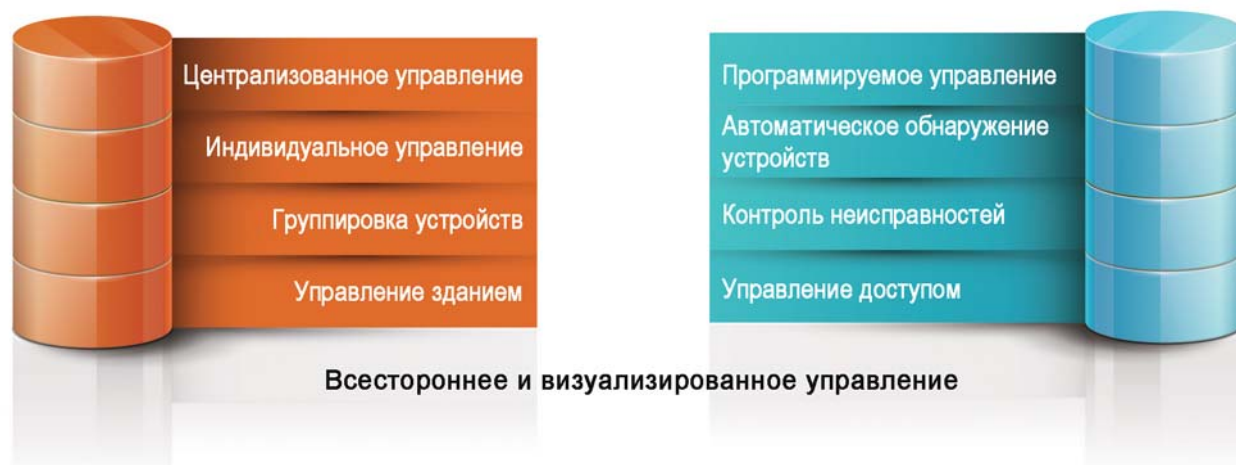 Централизованное управление
Индивидуальное управление
Группировка устройств
Управление зданием
Программируемое управление
Автоматическое обнаружение
устройств
Контроль неисправностей
Управление доступом
Всестороннее и визуализированное управление